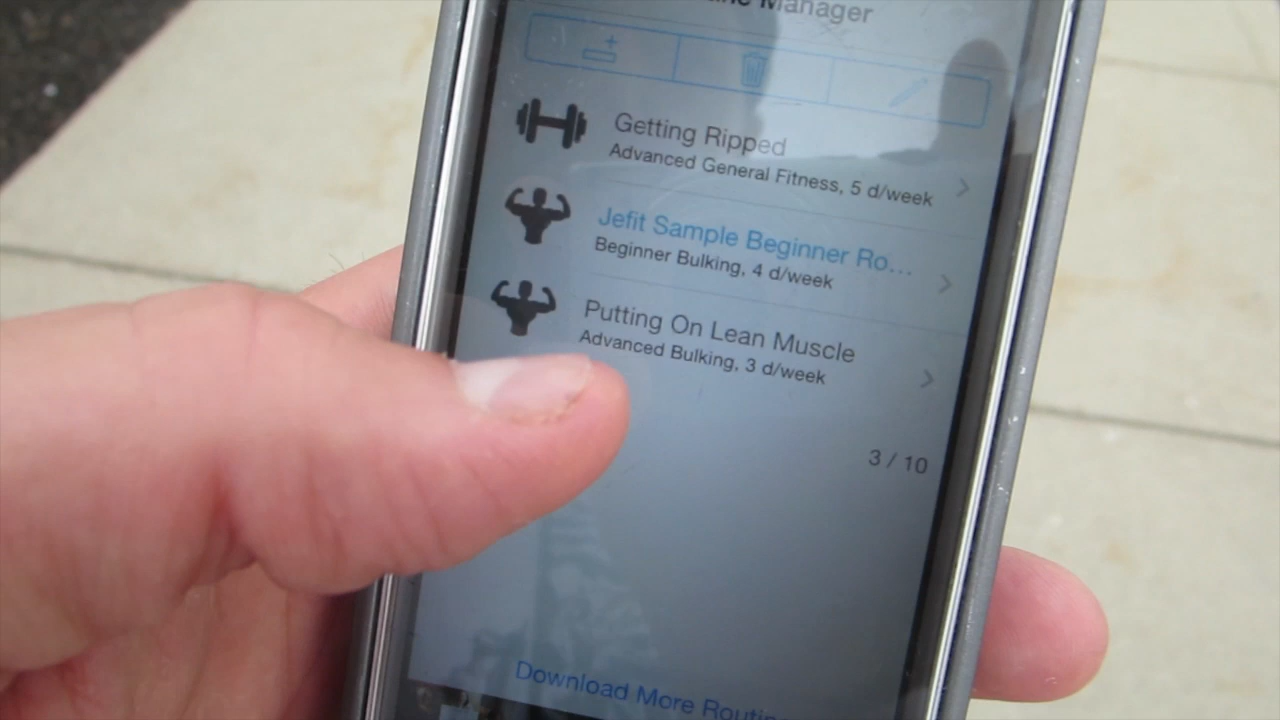 Manager
Getting Ripped
Advanced General Fitness, 5 d/week
Jefit Sample Beginner Ro...
Beginner Bulking, 4 d/week
Putting On Lean Muscle
Advanced Bulking, 3 d/week
3 / 10
Download More